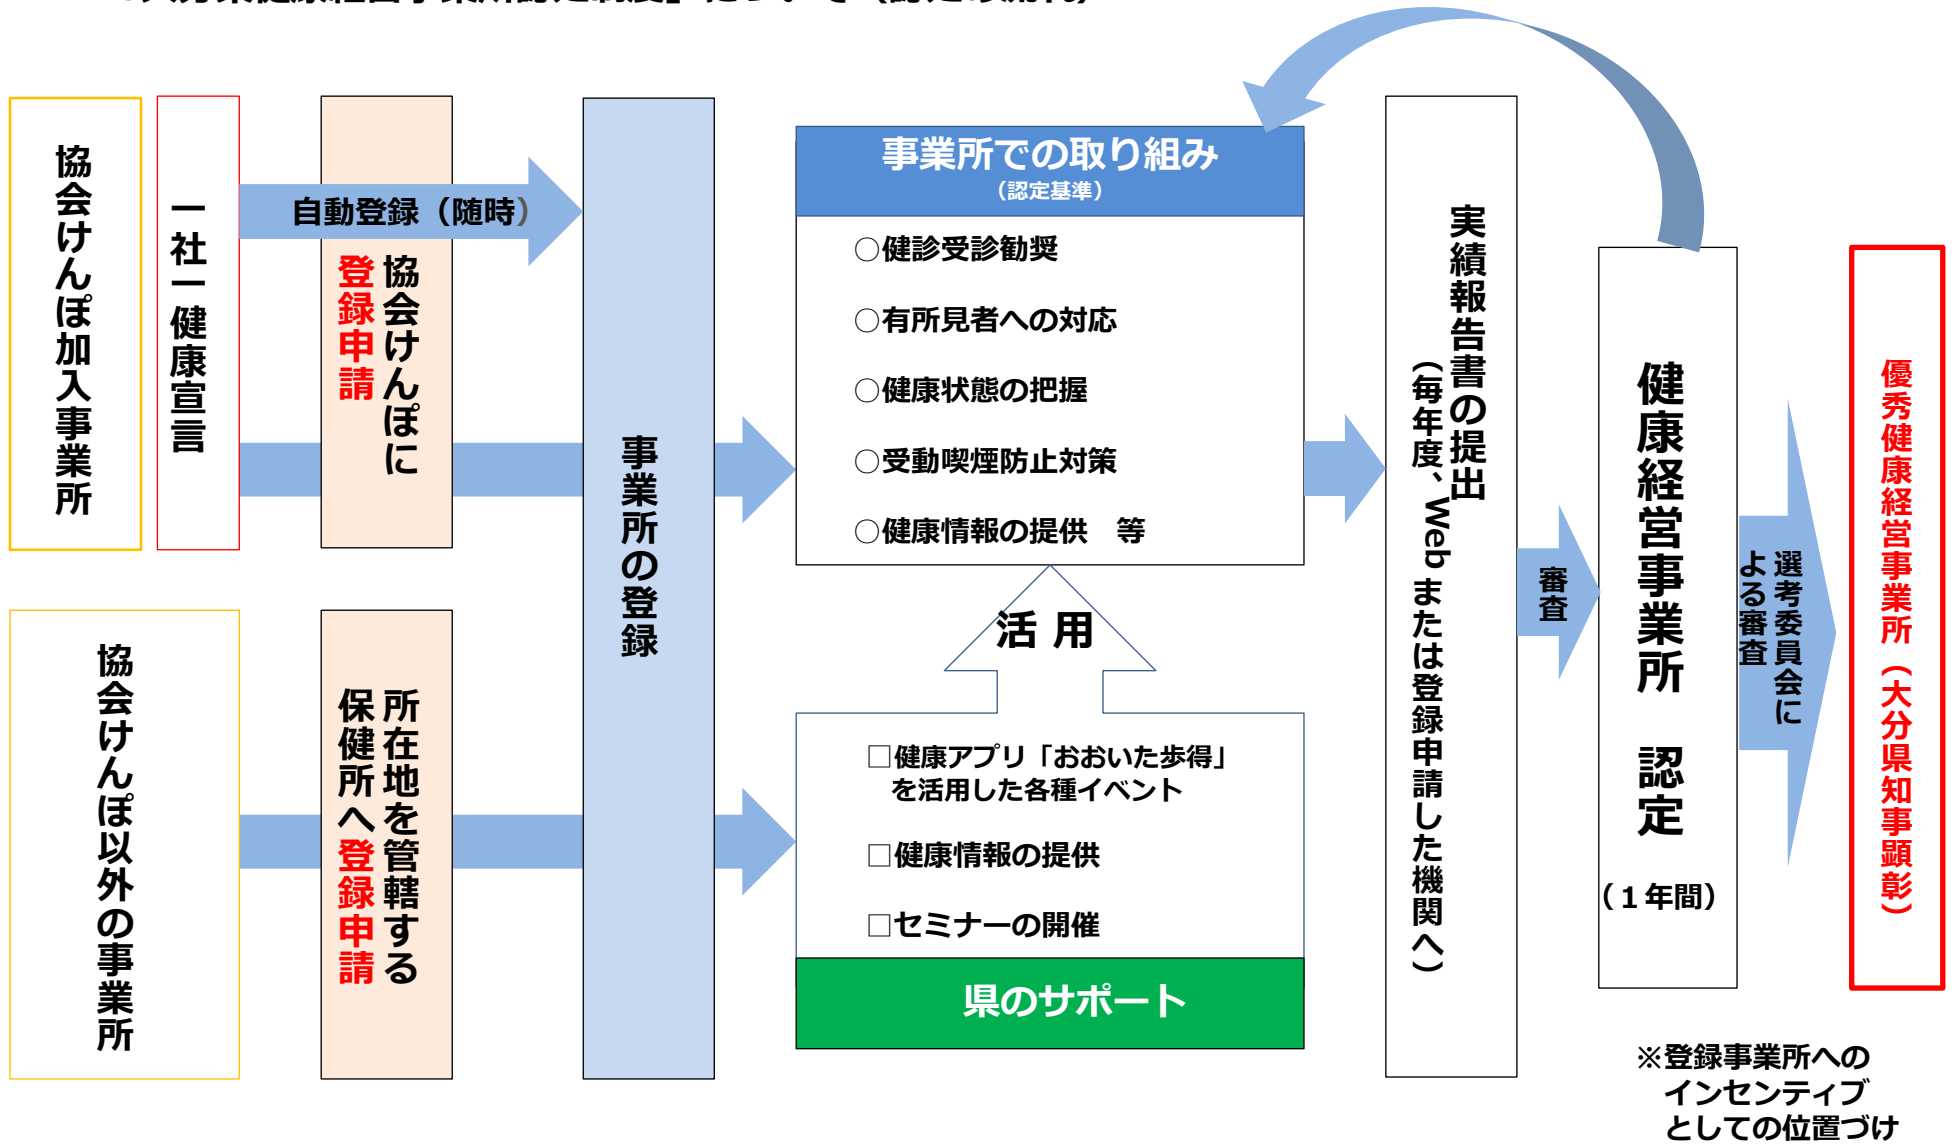 協会けんぽ加入事業所
一社一健康宣言
自動登録（随時）
協会けんぽに
登録申請
協会けんぽ以外の事業所
所在地を管轄する
保健所へ登録申請
事業所の登録
事業所での取り組み
（認定基準）
○健診受診勧奨
○有所見者への対応
○健康状態の把握
○受動喫煙防止対策
○健康情報の提供　等
活 用
□健康アプリ「おおいた歩得」
を活用した各種イベント
□健康情報の提供
□セミナーの開催
県のサポート
実績報告書の提出
（毎年度、Webまたは登録申請した機関へ）
審査
健康経営事業所　認定
（１年間）
選考委員会に
よる審査
優秀健康経営事業所（大分県知事顕彰）
※登録事業所への
インセンティブ
としての位置づけ